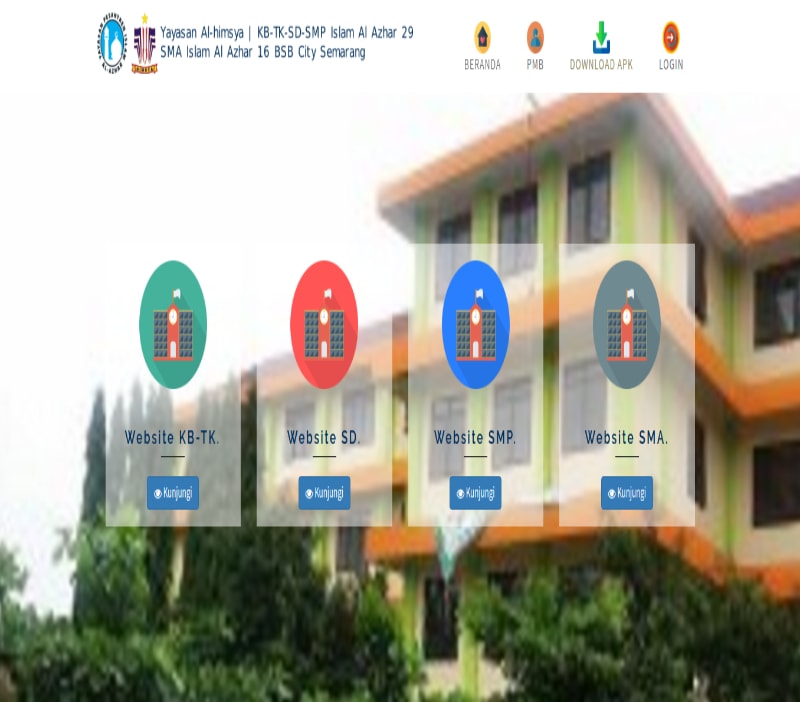 Yayasan Al-himsya | KB-TK-SD-SMP Islam Al Azhar 29
SMA Islam Al Azhar 16 BSB City Semarang
BERANDA
PMB
DOWNLOAD APK
LOGIN
Website KB-TK.
Website SD.
Website SMP.
Website SMA.
Kunjungi
Kunjungi
Kunjungi
Kunjungi